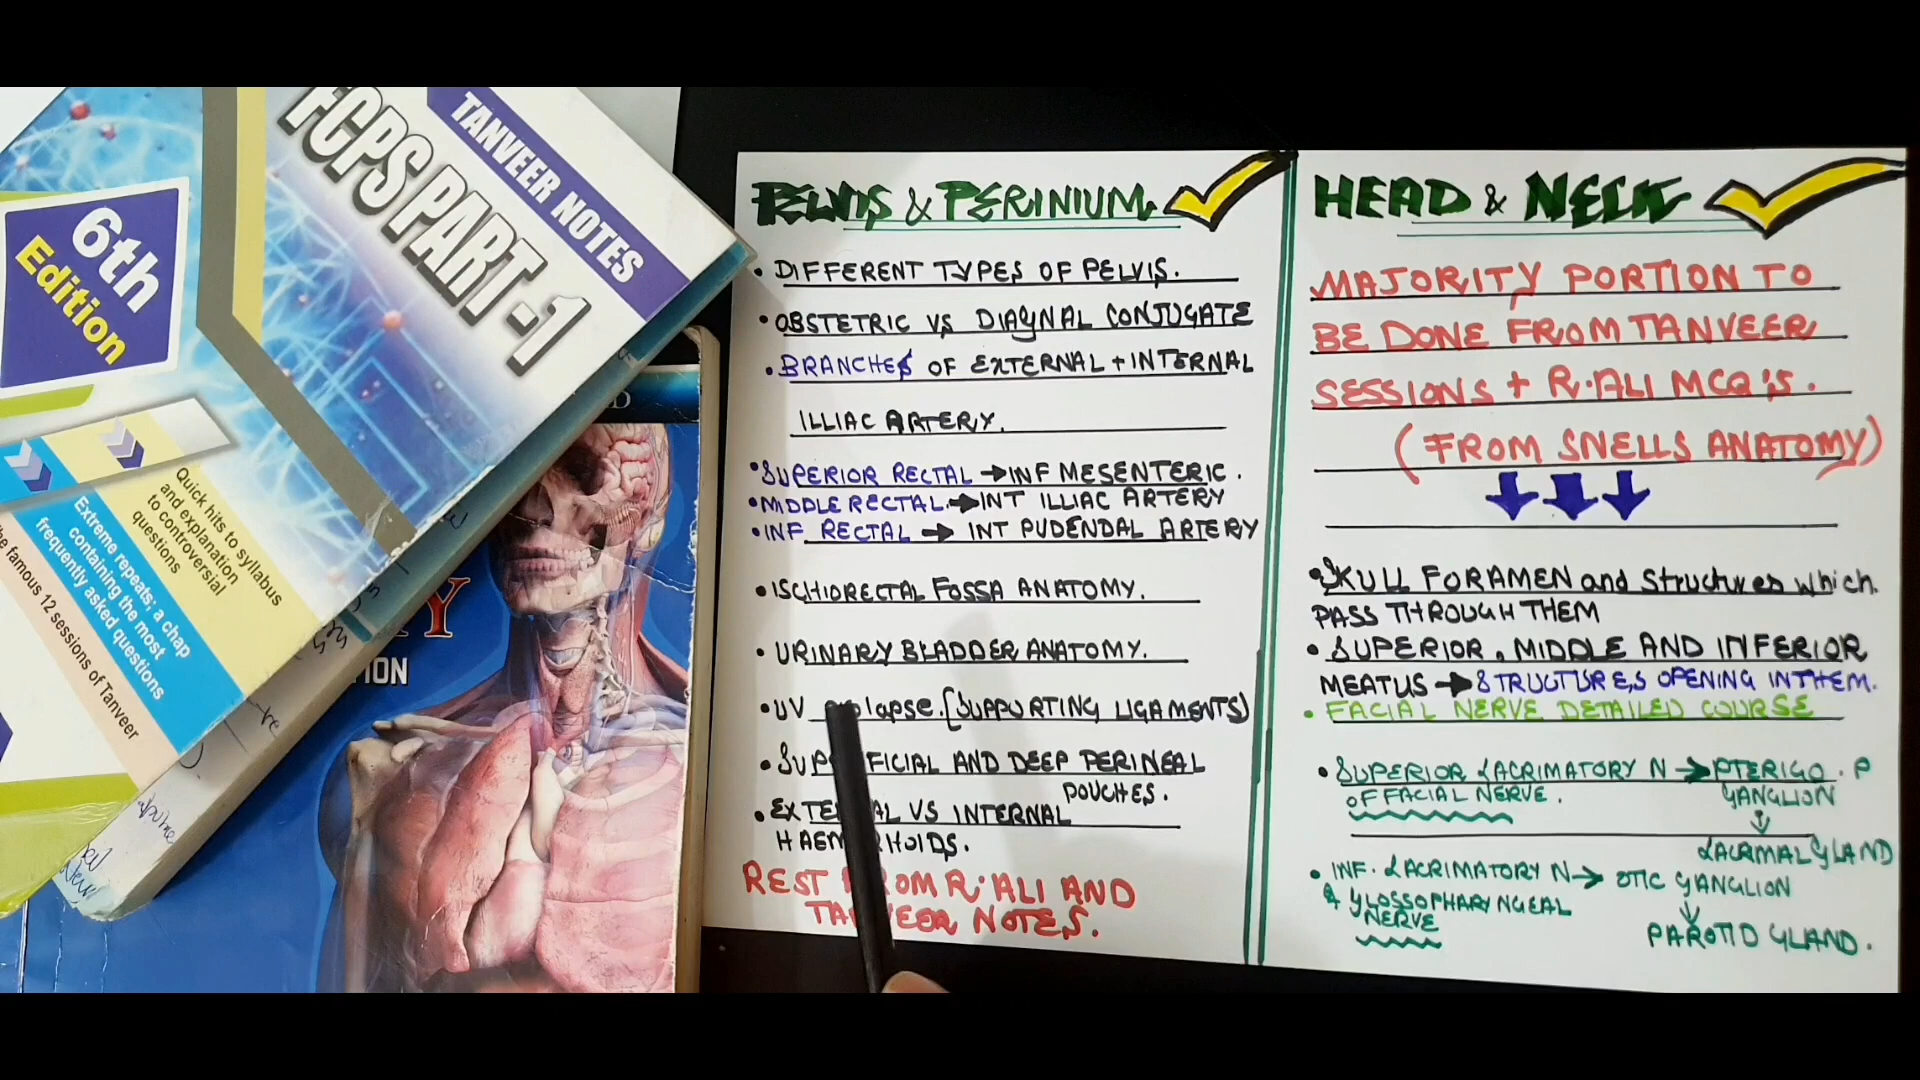 TANVEER NOTES
FCPS PART-1
6th
Edition
Quick hits to syllabus
and explanation
to controversial
questions
Extreme repeats; a chap
containing the most
frequently asked questions
he famous 12 sessions of Tanveer
Y
ION
D
PELVIS & PERINIUM
• DIFFERENT TYPES OF PELVIS.
• OBSTETRIC VS DIAGNAL CONJUGATE
• BRANCHES OF EXTERNAL + INTERNAL
ILLIAC ARTERY.
• SUPERIOR RECTAL → INF MESENTERIC.
• MIDDLE RECTAL. → INT ILLIAC ARTERY
• INF RECTAL → INT PUDENDAL ARTERY
• ISCHIORECTAL FOSSA ANATOMY.
• URINARY BLADDER ANATOMY.
• UV lapse. [SUPPORTING LIGAMENTS)
• SUP FICIAL AND DEEP PERINEAL
POUCHES.
• EXTE AL VS INTERNAL
HAEM RHOIDS.
REST FROM R.ALI AND
TANVEER NOTES.
HEAD & NECK
MAJORITY PORTION TO
BE DONE FROM TANVEER
SESSIONS + R.ALI MCQ'S.
(FROM SNELLS ANATOMY)
• SKULL FORAMEN and Structures which.
PASS THROUGH THEM
• SUPERIOR, MIDDLE AND INFERIOR
MEATUS → STRUCTURES OPENING IN THEM.
• FACIAL NERVE DETAILED COURSE
• SUPERIOR LACRIMATORY N → PTERIGO.P
OF FACIAL NERVE. GANGLION
↓
LACRMAL GLAND
• INF. LACRIMATORY N → OTIC GANGLION
& GLOSSOPHARYNGEAL
NERVE
↓
PAROTID GLAND.